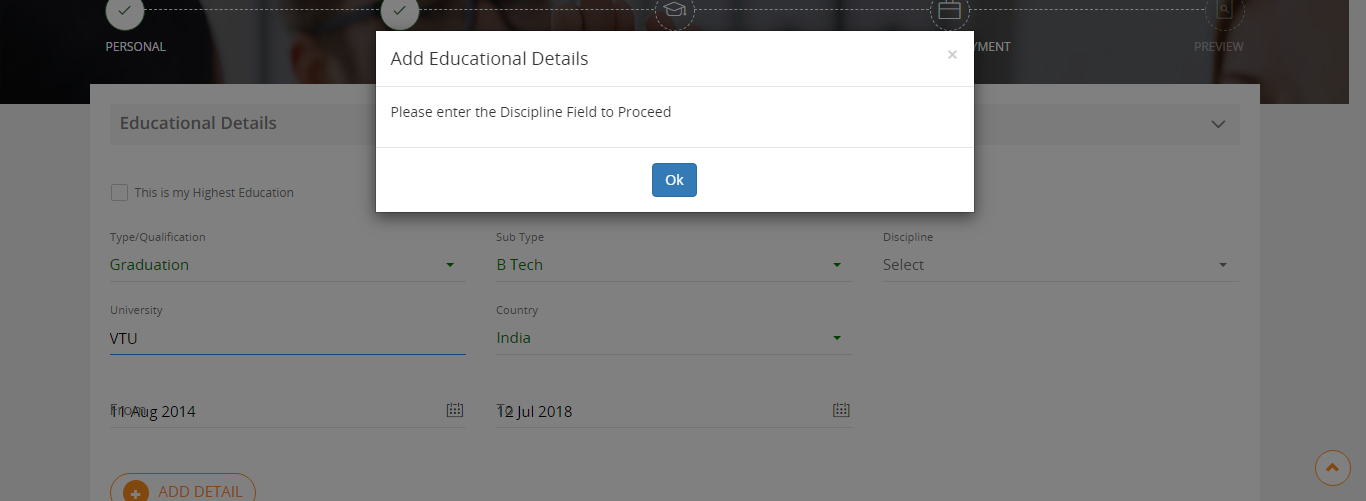 PERSONAL
YMENT
PREVIEW
Add Educational Details
×
Please enter the Discipline Field to Proceed
Ok
Educational Details
This is my Highest Education
Type/Qualification
Sub Type
Discipline
Graduation
B Tech
Select
University
Country
VTU
India
From
11 Aug 2014
To
12 Jul 2018
ADD DETAIL